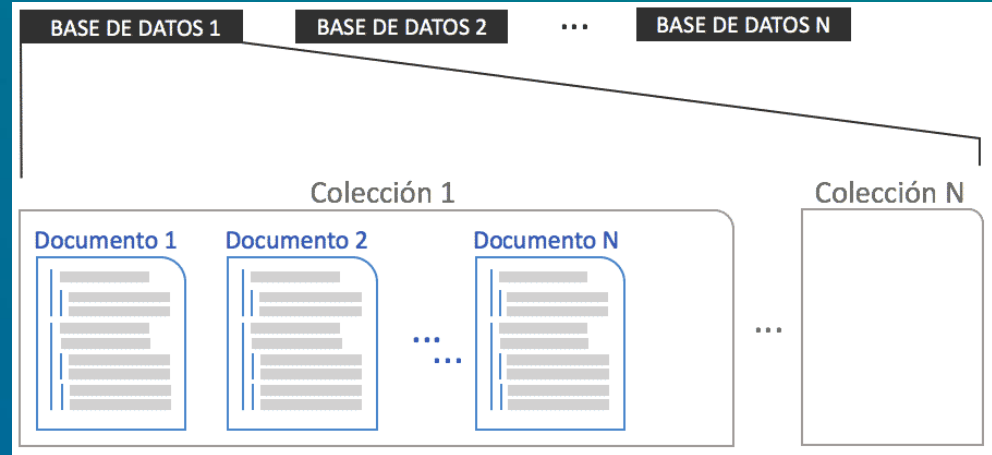 BASE DE DATOS 1 BASE DE DATOS 2 ... BASE DE DATOS N
Colección 1 Colección N
Documento 1 Documento 2 Documento N
... ...
...